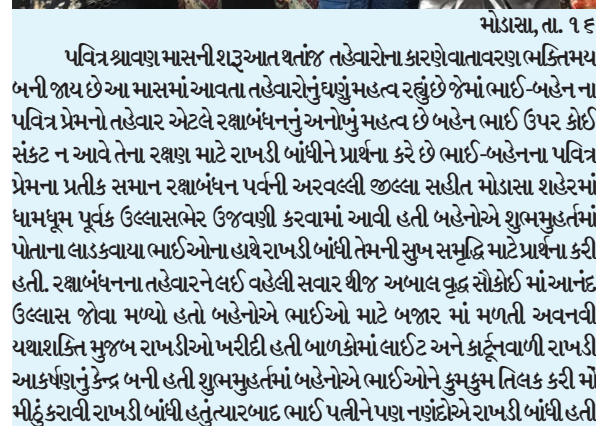 મોડાસા, તા. ૧૬
પવિત્ર શ્રાવણ માસની શરૂઆત થતાંજ તહેવારોના કારણે વાતાવરણ ભક્તિમય
બની જાય છે આ માસમાં આવતા તહેવારોનું ઘણું મહત્વ રહ્યું છે જેમાં ભાઈ-બહેન ના
પવિત્ર પ્રેમનો તહેવાર એટલે રક્ષાબંધનનું અનોખું મહત્વ છે બહેન ભાઈ ઉપર કોઈ
સંકટ ન આવે તેના રક્ષણ માટે રાખડી બાંધીને પ્રાર્થના કરે છે ભાઈ-બહેનના પવિત્ર
પ્રેમના પ્રતીક સમાન રક્ષાબંધન પર્વની અરવલ્લી જીલ્લા સહીત મોડાસા શહેરમાં
ધામધૂમ પૂર્વક ઉલ્લાસભેર ઉજવણી કરવામાં આવી હતી બહેનોએ શુભમુહર્તમાં
પોતાના લાડકવાયા ભાઈઓના હાથે રાખડી બાંધી તેમની સુખ સમૃદ્ધિ માટે પ્રાર્થના કરી
હતી. રક્ષાબંધનના તહેવારને લઈ વહેલી સવાર થીજ અબાલ વૃદ્ધ સૌકોઈ માં આનંદ
ઉલ્લાસ જોવા મળ્યો હતો બહેનોએ ભાઈઓ માટે બજાર માં મળતી અવનવી
યથાશક્તિ મુજબ રાખડીઓ ખરીદી હતી બાળકોમાં લાઈટ અને કાર્ટૂનવાળી રાખડી
આકર્ષણનું કેન્દ્ર બની હતી શુભમુહર્તમાં બહેનોએ ભાઈઓને કુમકુમ તિલક કરી મોં
મીઠું કરાવી રાખડી બાંધી હતું ત્યારબાદ ભાઈ પત્નીને પણ નણંદોએ રાખડી બાંધી હતી